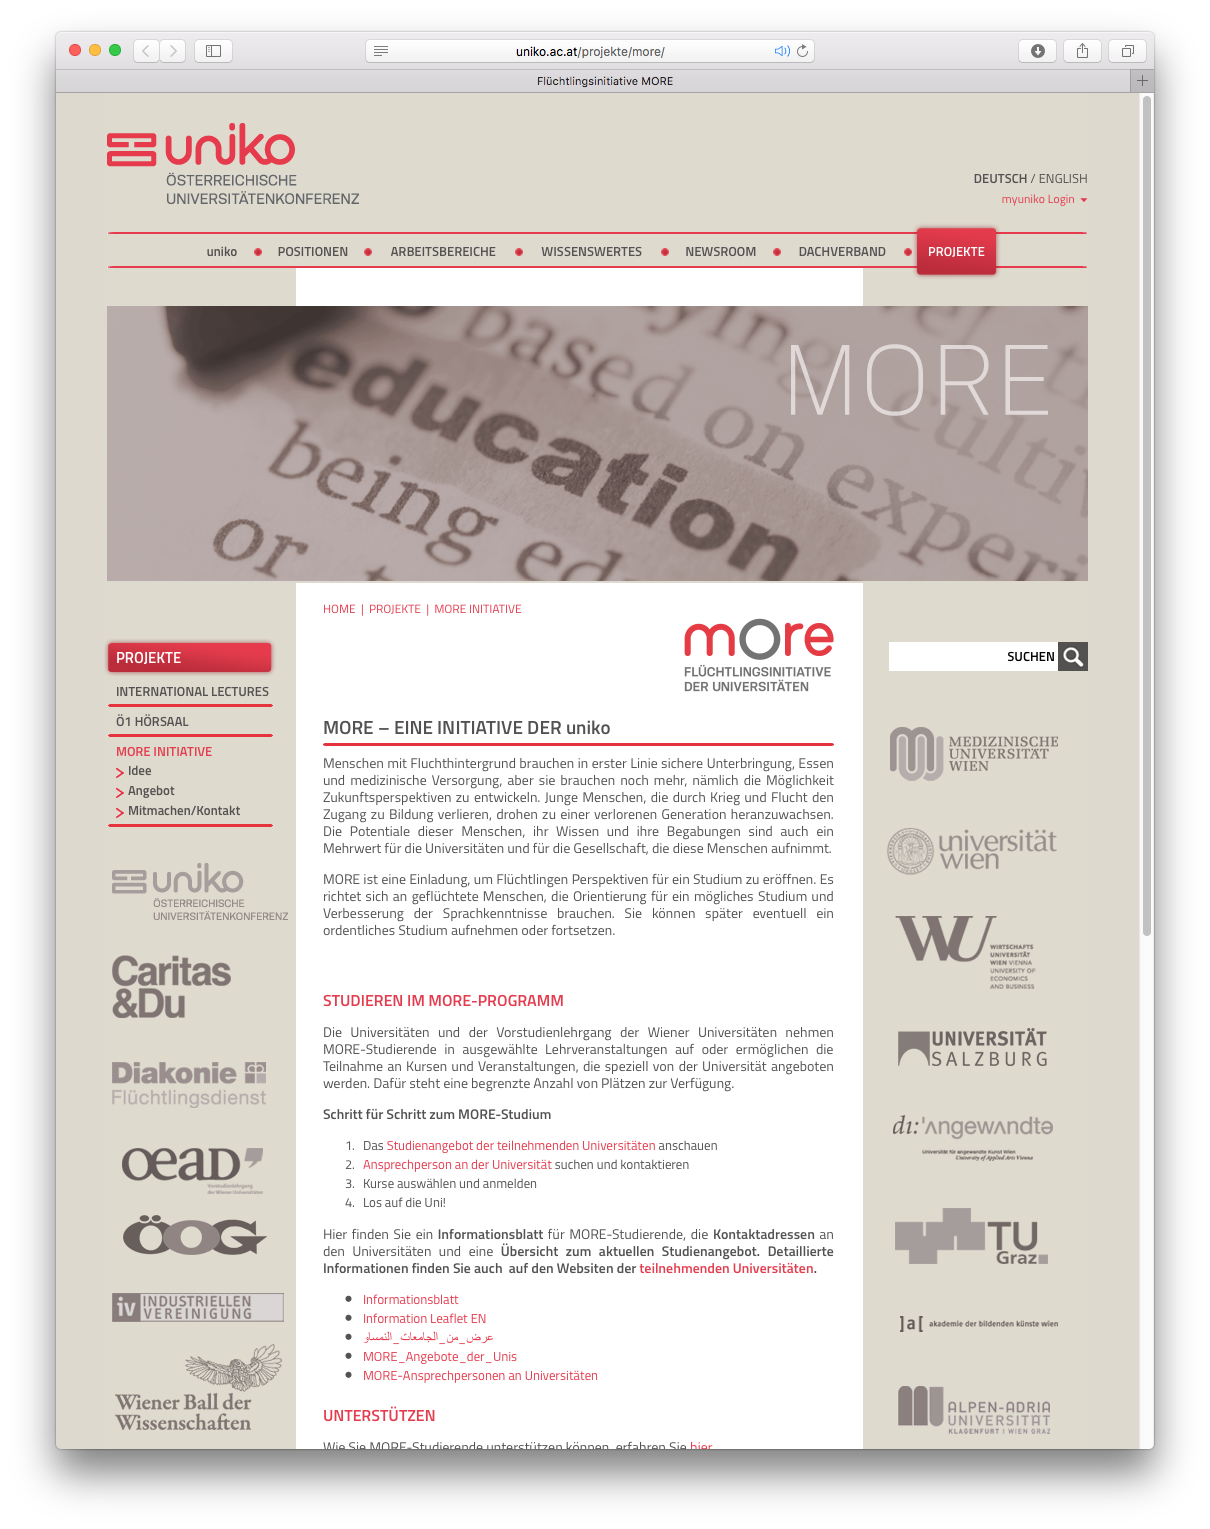 uniko.ac.at/projekte/more/
Flüchtlingsinitiative MORE
uniko
ÖSTERREICHISCHE
UNIVERSITÄTENKONFERENZ
DEUTSCH / ENGLISH
myuniko Login
uniko POSITIONEN ARBEITSBEREICHE WISSENSWERTES NEWSROOM DACHVERBAND PROJEKTE
MORE
based on
cultiv
education
being edu
experi
or
HOME | PROJEKTE | MORE INITIATIVE
more
FLÜCHTLINGSINITIATIVE
DER UNIVERSITÄTEN
PROJEKTE
INTERNATIONAL LECTURES
Ö1 HÖRSAAL
MORE INITIATIVE
Idee
Angebot
Mitmachen/Kontakt
uniko
ÖSTERREICHISCHE
UNIVERSITÄTENKONFERENZ
Caritas
&Du
Diakonie
Flüchtlingsdienst
OeAD
Vorstudienlehrgang
der Wiener Universitäten
ÖOG
iv INDUSTRIELLEN
VEREINIGUNG
Wiener Ball der
Wissenschaften
MORE – EINE INITIATIVE DER uniko
Menschen mit Fluchthintergrund brauchen in erster Linie sichere Unterbringung, Essen
und medizinische Versorgung, aber sie brauchen noch mehr, nämlich die Möglichkeit
Zukunftsperspektiven zu entwickeln. Junge Menschen, die durch Krieg und Flucht den
Zugang zu Bildung verlieren, drohen zu einer verlorenen Generation heranzuwachsen.
Die Potentiale dieser Menschen, ihr Wissen und ihre Begabungen sind auch ein
Mehrwert für die Universitäten und für die Gesellschaft, die diese Menschen aufnimmt.
MORE ist eine Einladung, um Flüchtlingen Perspektiven für ein Studium zu eröffnen. Es
richtet sich an geflüchtete Menschen, die Orientierung für ein mögliches Studium und
Verbesserung der Sprachkenntnisse brauchen. Sie können später eventuell ein
ordentliches Studium aufnehmen oder fortsetzen.
STUDIEREN IM MORE-PROGRAMM
Die Universitäten und der Vorstudienlehrgang der Wiener Universitäten nehmen
MORE-Studierende in ausgewählte Lehrveranstaltungen auf oder ermöglichen die
Teilnahme an Kursen und Veranstaltungen, die speziell von der Universität angeboten
werden. Dafür steht eine begrenzte Anzahl von Plätzen zur Verfügung.
Schritt für Schritt zum MORE-Studium
1. Das Studienangebot der teilnehmenden Universitäten anschauen
2. Ansprechperson an der Universität suchen und kontaktieren
3. Kurse auswählen und anmelden
4. Los auf die Uni!
Hier finden Sie ein Informationsblatt für MORE-Studierende, die Kontaktadressen an
den Universitäten und eine Übersicht zum aktuellen Studienangebot. Detaillierte
Informationen finden Sie auch auf den Websiten der teilnehmenden Universitäten.
Informationsblatt
Information Leaflet EN
عرض_من_الجامعات_النمساو
MORE_Angebote_der_Unis
MORE-Ansprechpersonen an Universitäten
UNTERSTÜTZEN
Wie Sie MORE-Studierende unterstützen können, erfahren Sie hier
SUCHEN
MEDIZINISCHE
UNIVERSITÄT
WIEN
universität
wien
WU
WIRTSCHAFTS
UNIVERSITÄT
WIEN VIENNA
UNIVERSITY OF
ECONOMICS
AND BUSINESS
UNIVERSITÄT
SALZBURG
di:'ʌngewʌndtə
Universität für angewandte Kunst Wien
University of Applied Arts Vienna
TU
Graz
]a[ akademie der bildenden künste wien
ALPEN-ADRIA
UNIVERSITÄT
KLAGENFURT I WIEN GRAZ